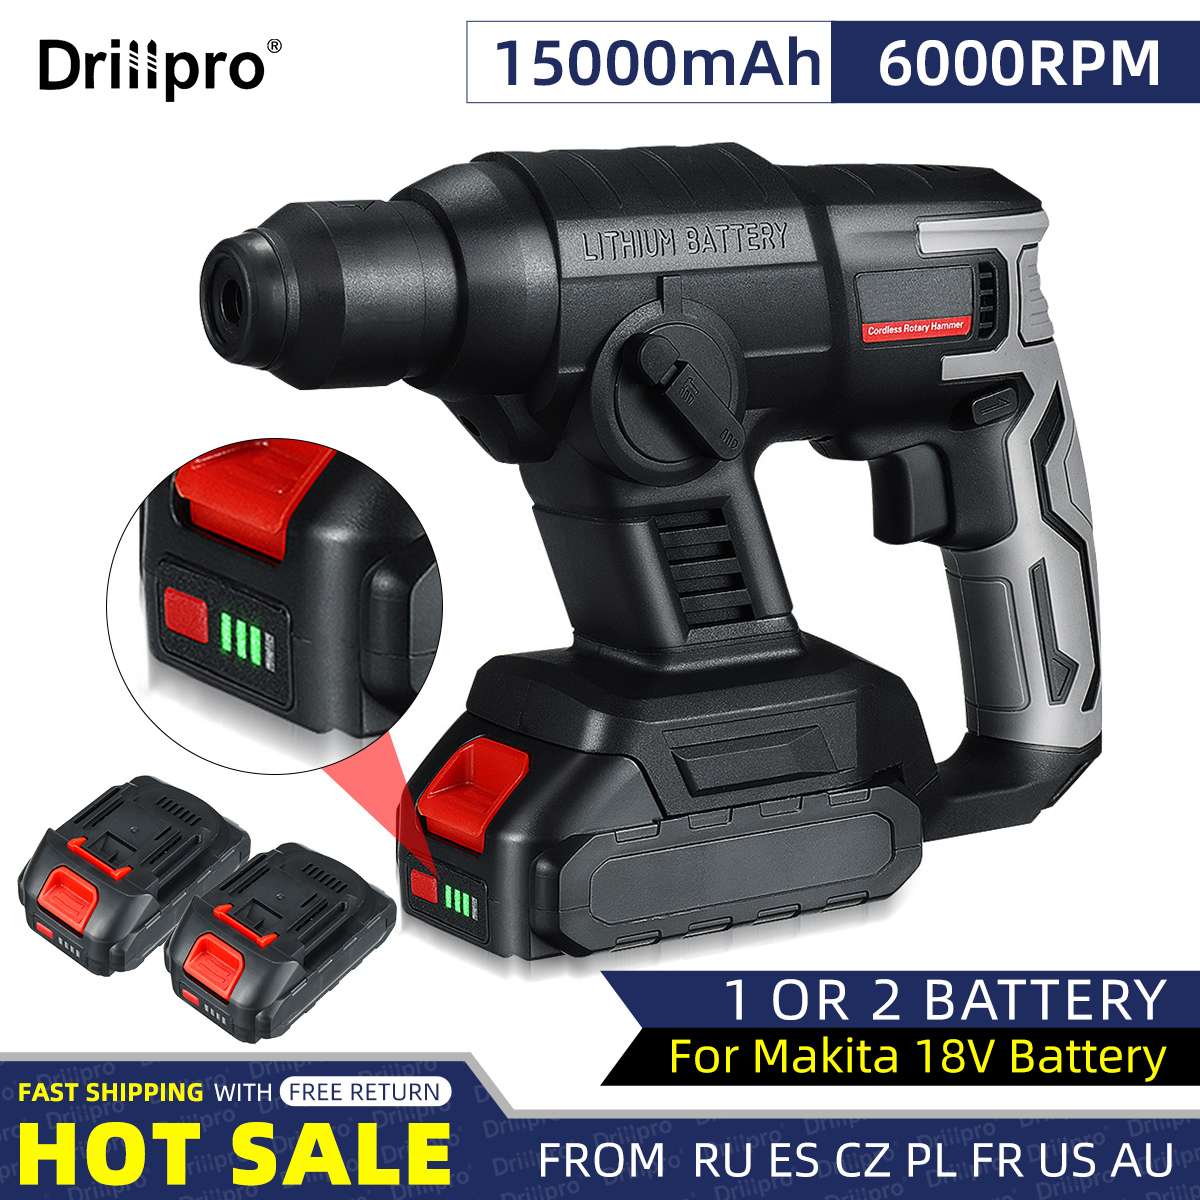 Drillpro®
15000mAh 6000RPM
LITHIUM BATTERY
Cordless Rotary Hammer
1 OR 2 BATTERY
For Makita 18V Battery
FAST SHIPPING WITH FREE RETURN
HOT SALE
FROM RU ES CZ PL FR US AU